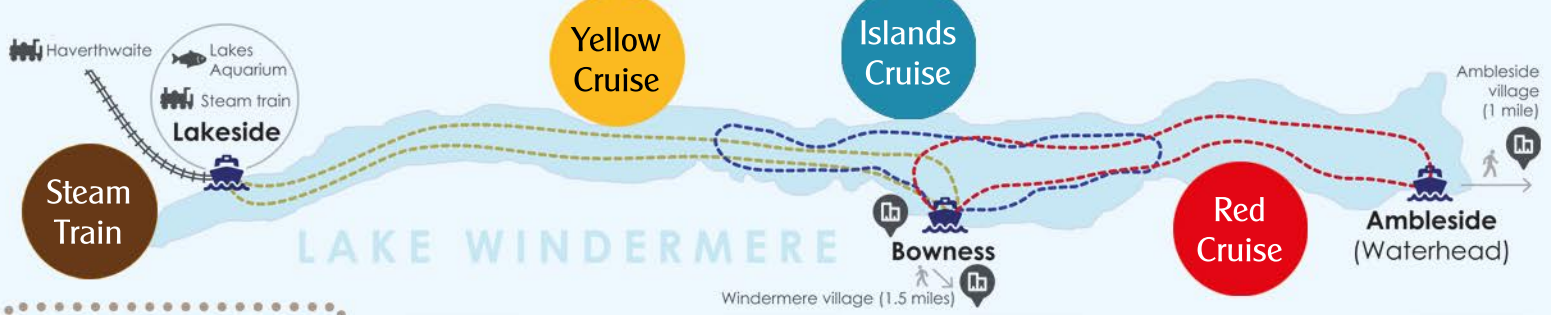 Haverthwaite
Lakes
Aquarium
Steam train
Lakeside
Steam
Train
Yellow
Cruise
Islands
Cruise
LAKE WINDERMERE
Bowness
Windermere village (1.5 miles)
Red
Cruise
Ambleside
village
(1 mile)
Ambleside
(Waterhead)